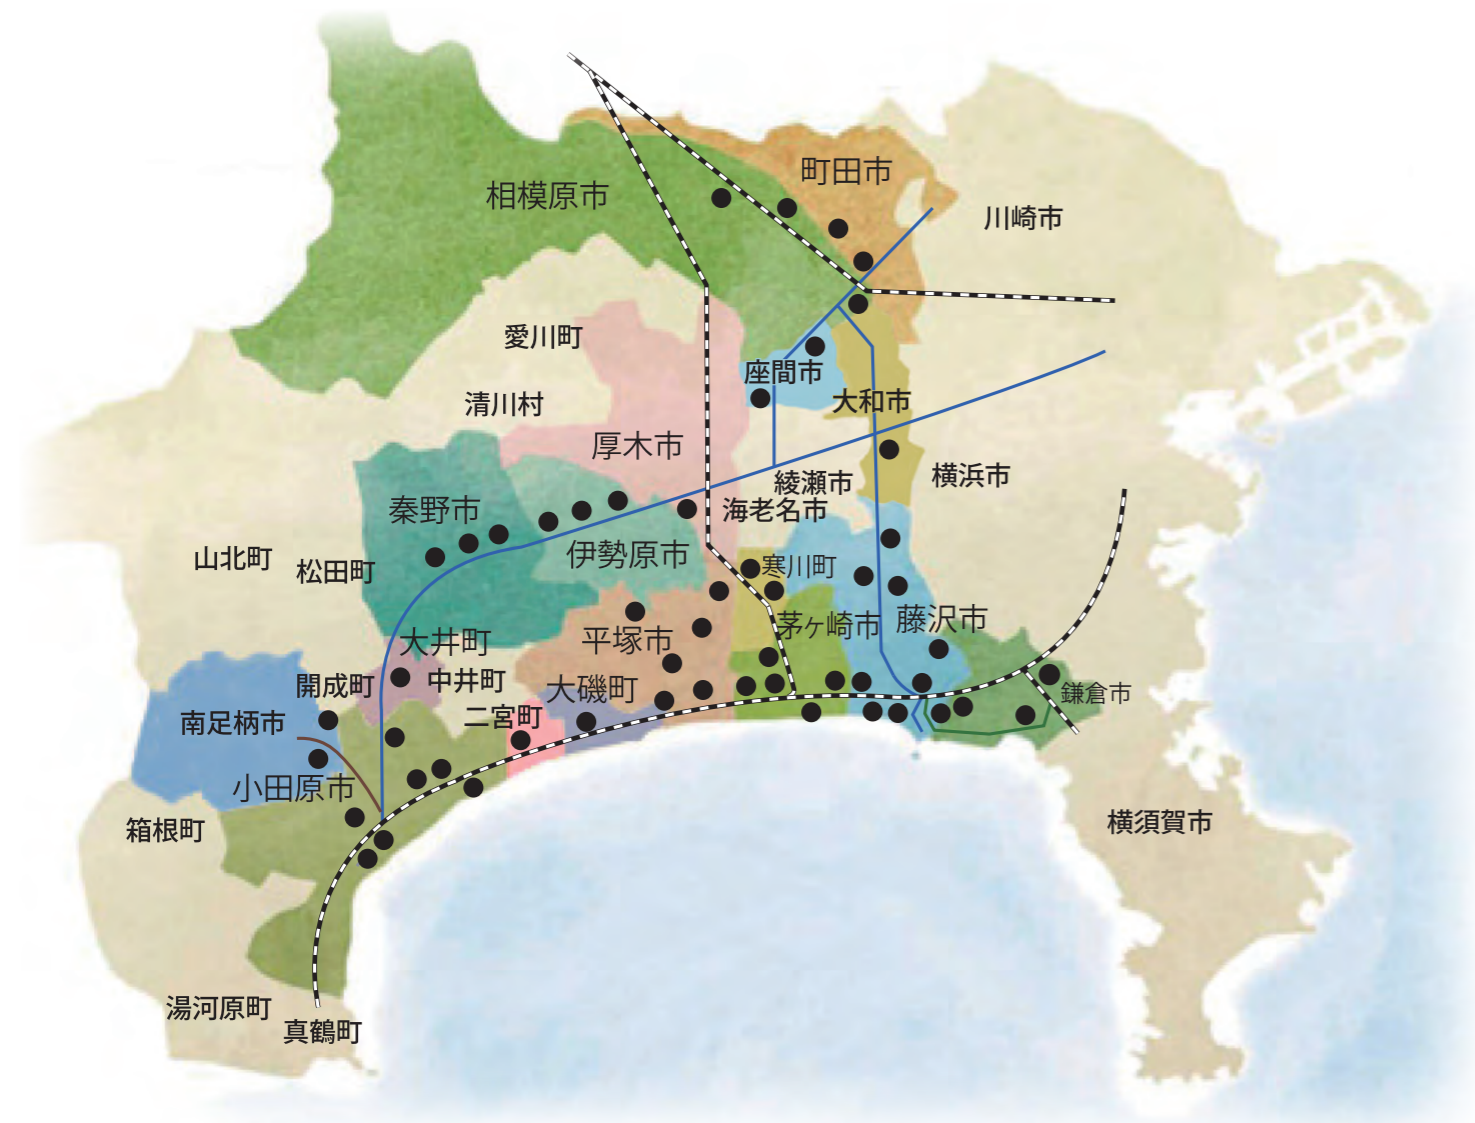 町田市
相模原市
川崎市
愛川町
座間市
大和市
清川村
厚木市
横浜市
綾瀬市
海老名市
秦野市
伊勢原市
山北町
松田町
寒川町
藤沢市
茅ヶ崎市
平塚市
大井町
中井町
開成町
大磯町
鎌倉市
二宮町
南足柄市
小田原市
箱根町
横須賀市
湯河原町
真鶴町